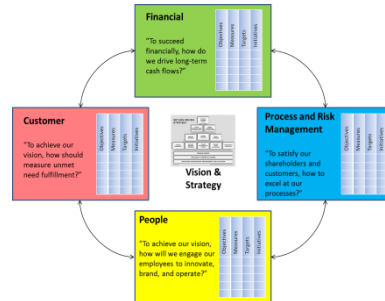 Financial
"To succeed
financially, how do
we drive long-term
cash flows?"
Objectives
Measures
Targets
Initiatives
Customer
"To achieve our
vision, how should
measure unmet
need fulfillment?"
Objectives
Measures
Targets
Initiatives
Vision &
Strategy
Process and Risk
Management
"To satisfy our
shareholders and
customers, how to
excel at our
processes?"
Objectives
Measures
Targets
Initiatives
People
"To achieve our vision,
how will we engage our
employees to innovate,
brand, and operate?"
Objectives
Measures
Targets
Initiatives